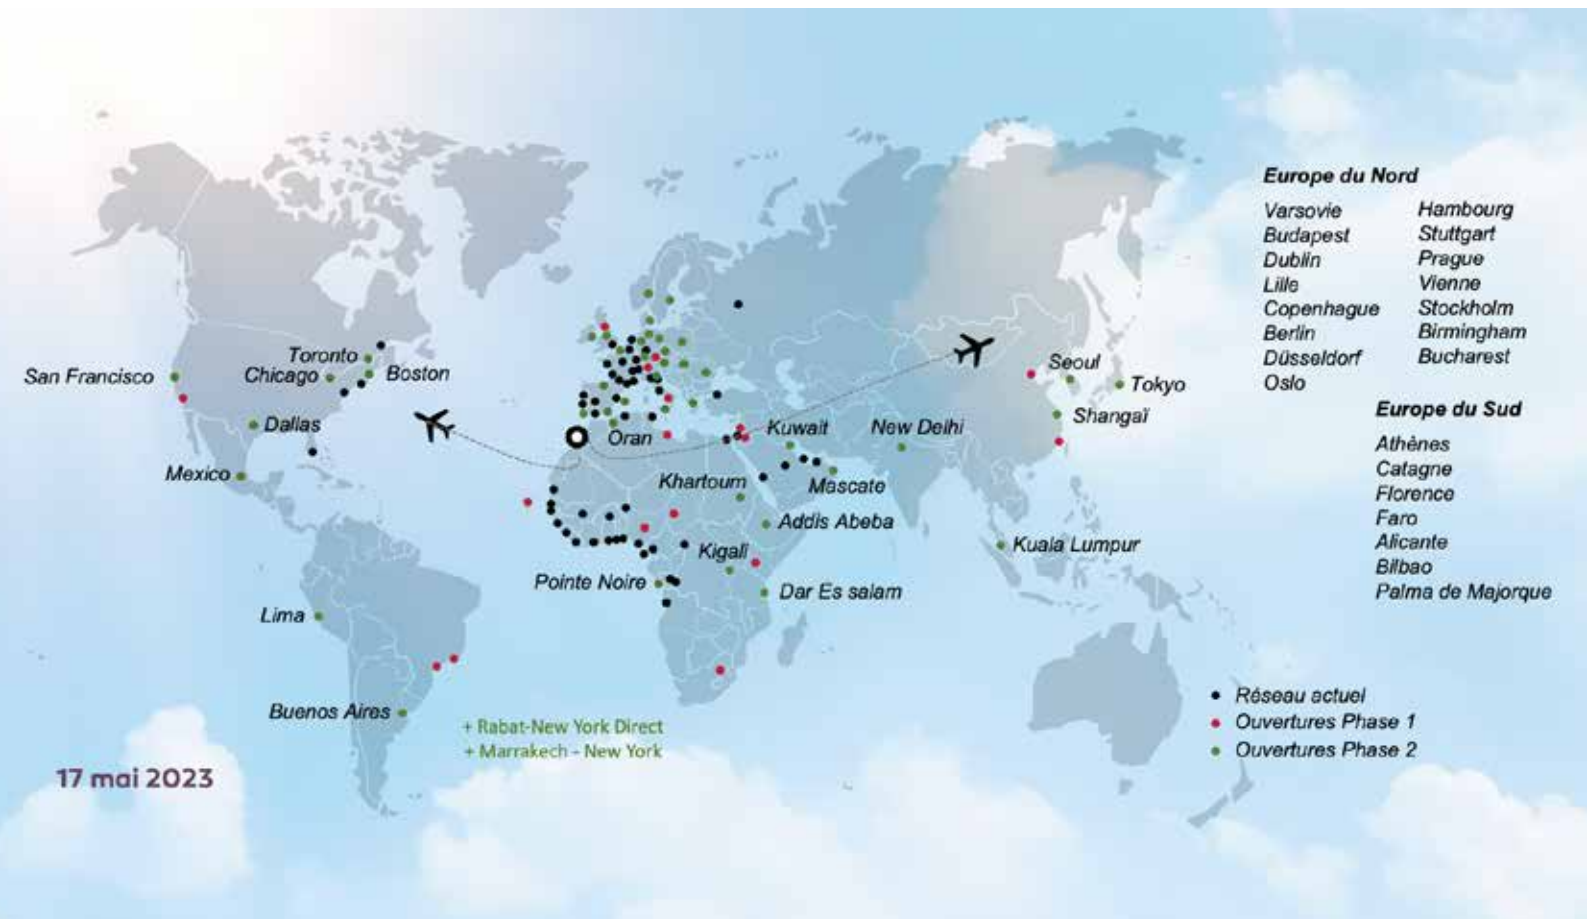 Europe du Nord
Varsovie
Budapest
Dublin
Lille
Copenhague
Berlin
Düsseldorf
Oslo
Hambourg
Stuttgart
Prague
Vienne
Stockholm
Birmingham
Bucharest
Europe du Sud
Athènes
Catagne
Florence
Faro
Alicante
Bilbao
Palma de Majorque
Toronto
San Francisco
Chicago
Boston
Dallas
Mexico
Lima
Buenos Aires
Oran
Kuwait
New Delhi
Seoul
Tokyo
Shangaï
Khartoum
Mascate
Addis Abeba
Kigali
Kuala Lumpur
Pointe Noire
Dar Es salam
+ Rabat-New York Direct
+ Marrakech - New York
Réseau actuel
Ouvertures Phase 1
Ouvertures Phase 2
17 mai 2023